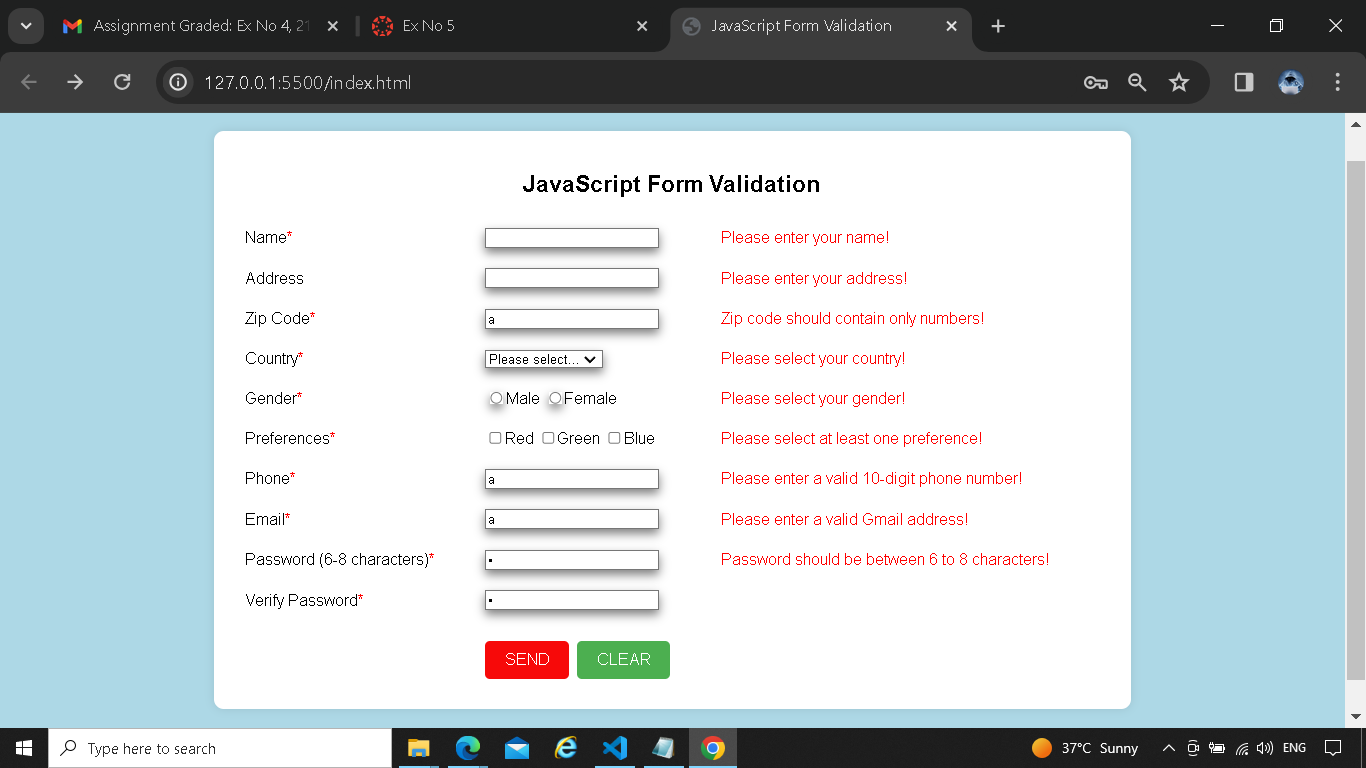 Assignment Graded: Ex No 4, 21
Ex No 5
JavaScript Form Validation
127.0.0.1:5500/index.html
JavaScript Form Validation
Name* Please enter your name!
Address Please enter your address!
Zip Code* a Zip code should contain only numbers!
Country* Please select... Please select your country!
Gender* Male Female Please select your gender!
Preferences* Red Green Blue Please select at least one preference!
Phone* a Please enter a valid 10-digit phone number!
Email* a Please enter a valid Gmail address!
Password (6-8 characters)* Password should be between 6 to 8 characters!
Verify Password*
SEND CLEAR
Type here to search
37°C Sunny
ENG